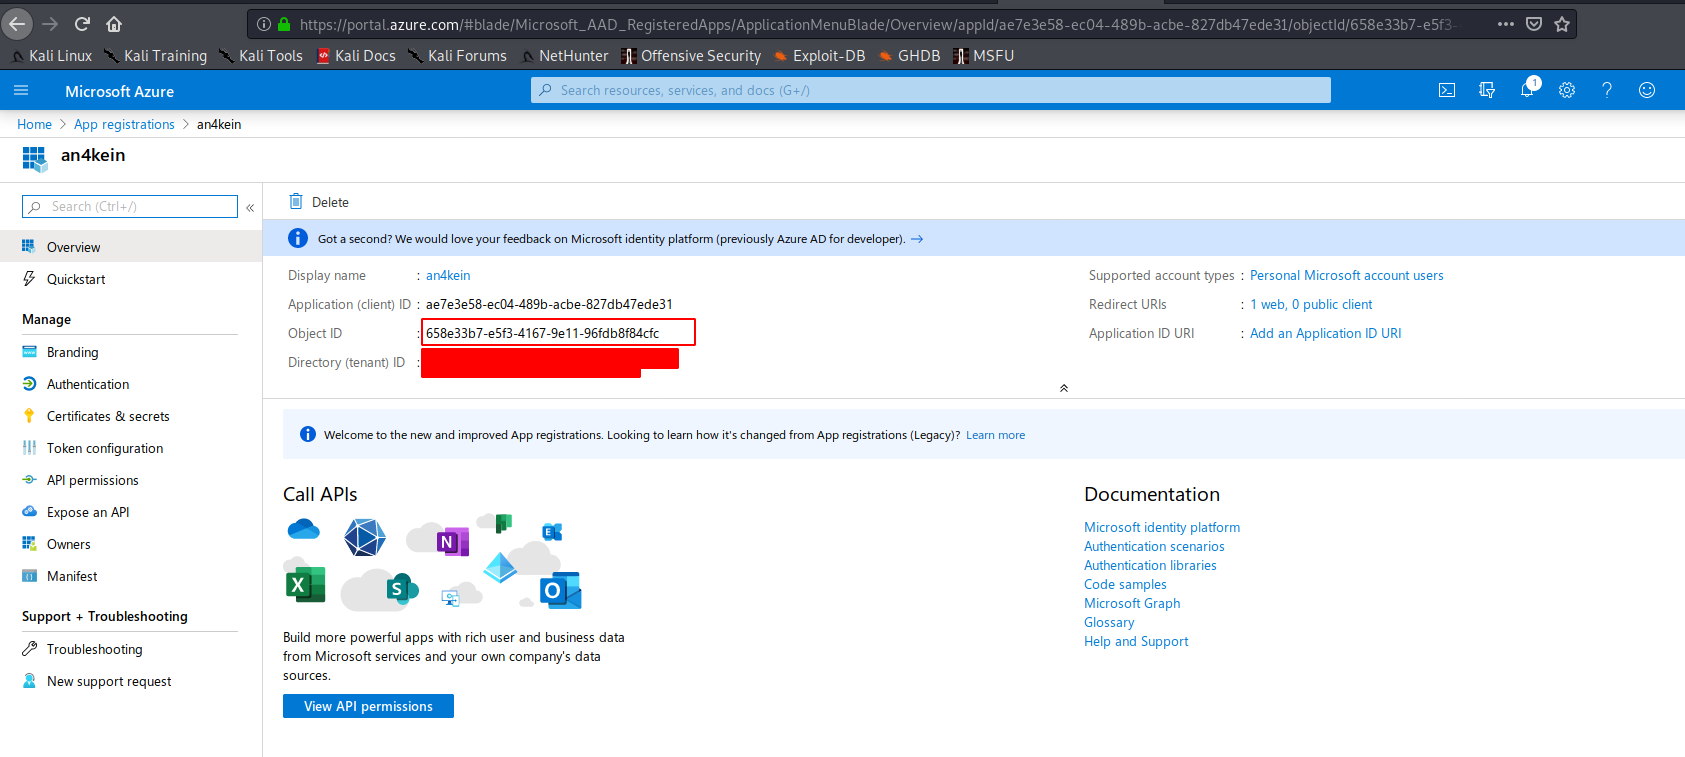 https://portal.azure.com/#blade/Microsoft_AAD_RegisteredApps/ApplicationMenuBlade/Overview/appId/ae7e3e58-ec04-489b-acbe-827db47ede31/objectId/658e33b7-e5f3-
Kali Linux Kali Training Kali Tools Kali Docs Kali Forums NetHunter Offensive Security Exploit-DB GHDB MSFU
Microsoft Azure
Search resources, services, and docs (G+/)
1
Home > App registrations > an4kein
an4kein
Search (Ctrl+/)
«
Overview
Quickstart
Manage
Branding
Authentication
Certificates & secrets
Token configuration
API permissions
Expose an API
Owners
Manifest
Support + Troubleshooting
Troubleshooting
New support request
Delete
Got a second? We would love your feedback on Microsoft identity platform (previously Azure AD for developer). →
Display name : an4kein
Application (client) ID : ae7e3e58-ec04-489b-acbe-827db47ede31
Object ID : 658e33b7-e5f3-4167-9e11-96fdb8f84cfc
Directory (tenant) ID :
Supported account types : Personal Microsoft account users
Redirect URIs : 1 web, 0 public client
Application ID URI : Add an Application ID URI
Welcome to the new and improved App registrations. Looking to learn how it's changed from App registrations (Legacy)? Learn more
Call APIs
N
E
X
S
O
Build more powerful apps with rich user and business data
from Microsoft services and your own company's data
sources.
View API permissions
Documentation
Microsoft identity platform
Authentication scenarios
Authentication libraries
Code samples
Microsoft Graph
Glossary
Help and Support